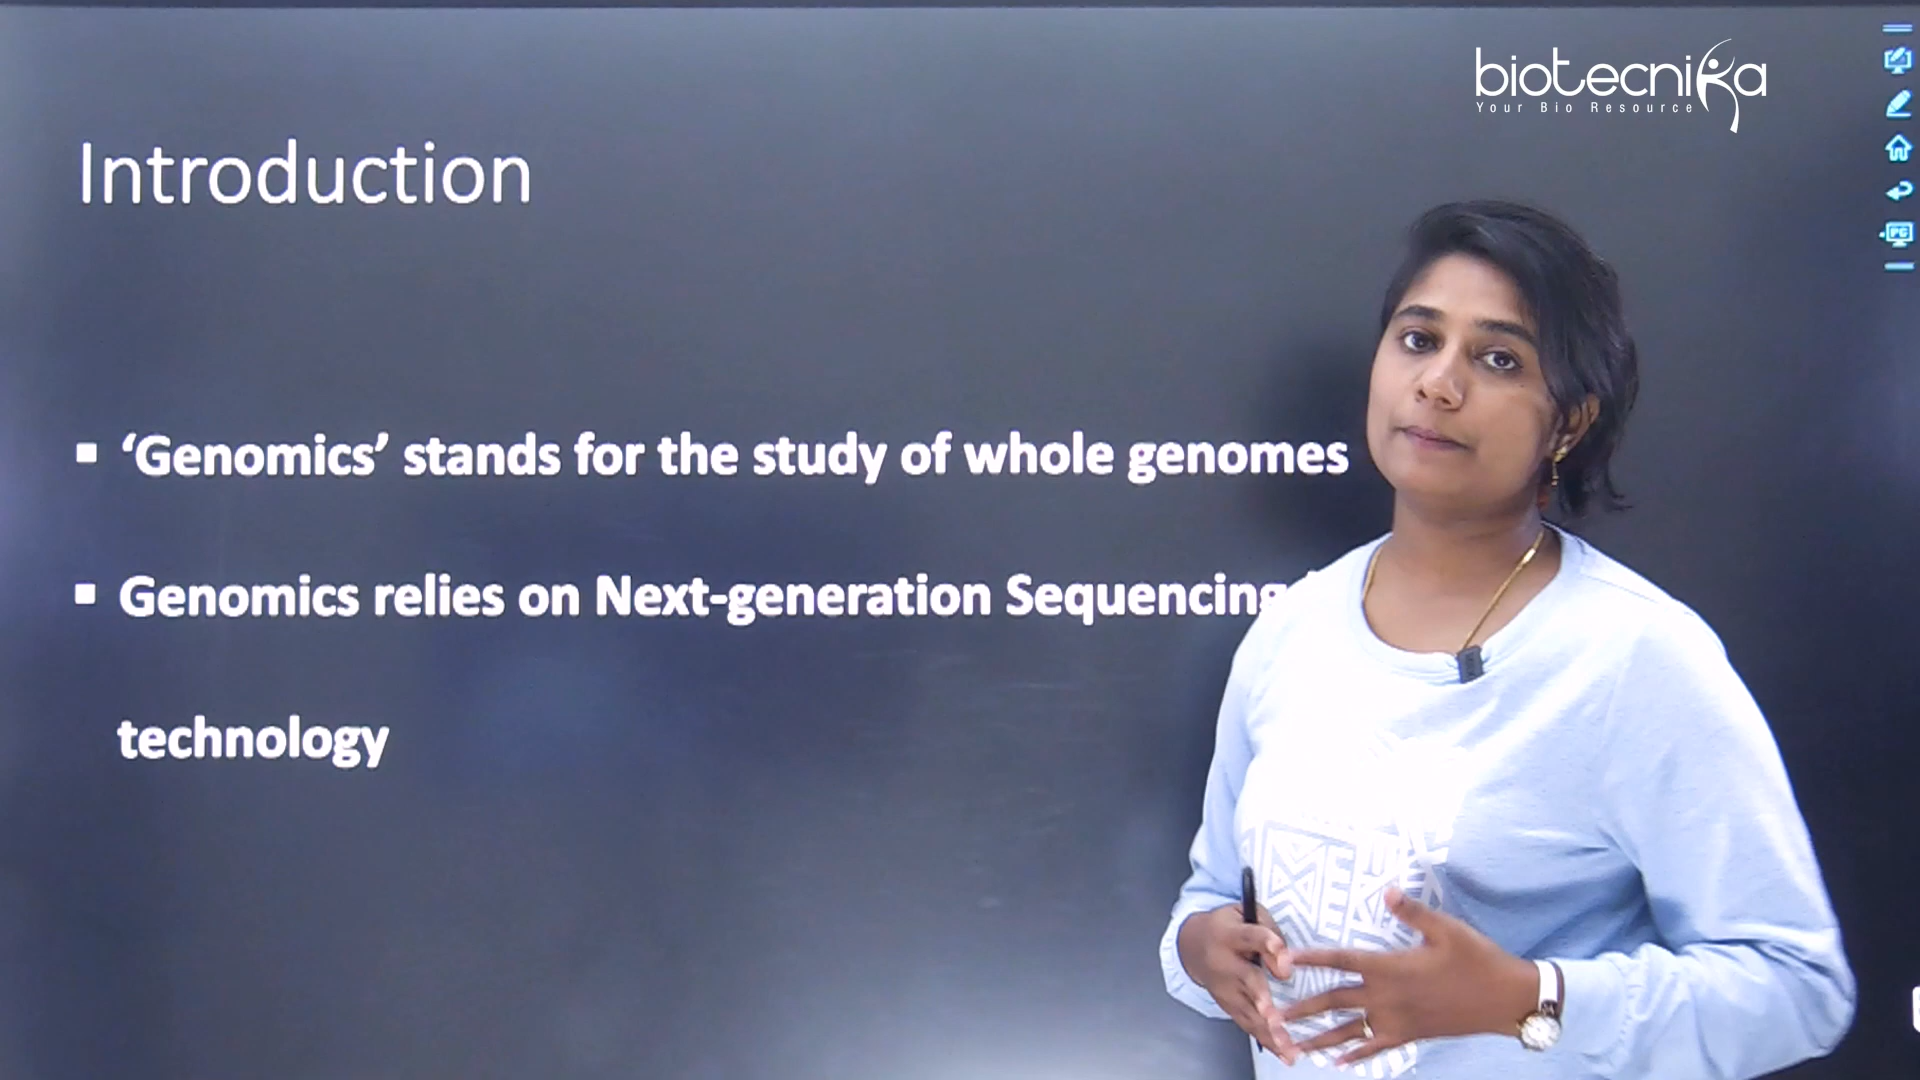 biotecnika
Your Bio Resource
PC
Introduction
▪ ‘Genomics’ stands for the study of whole genomes
▪ Genomics relies on Next-generation Sequencing
technology